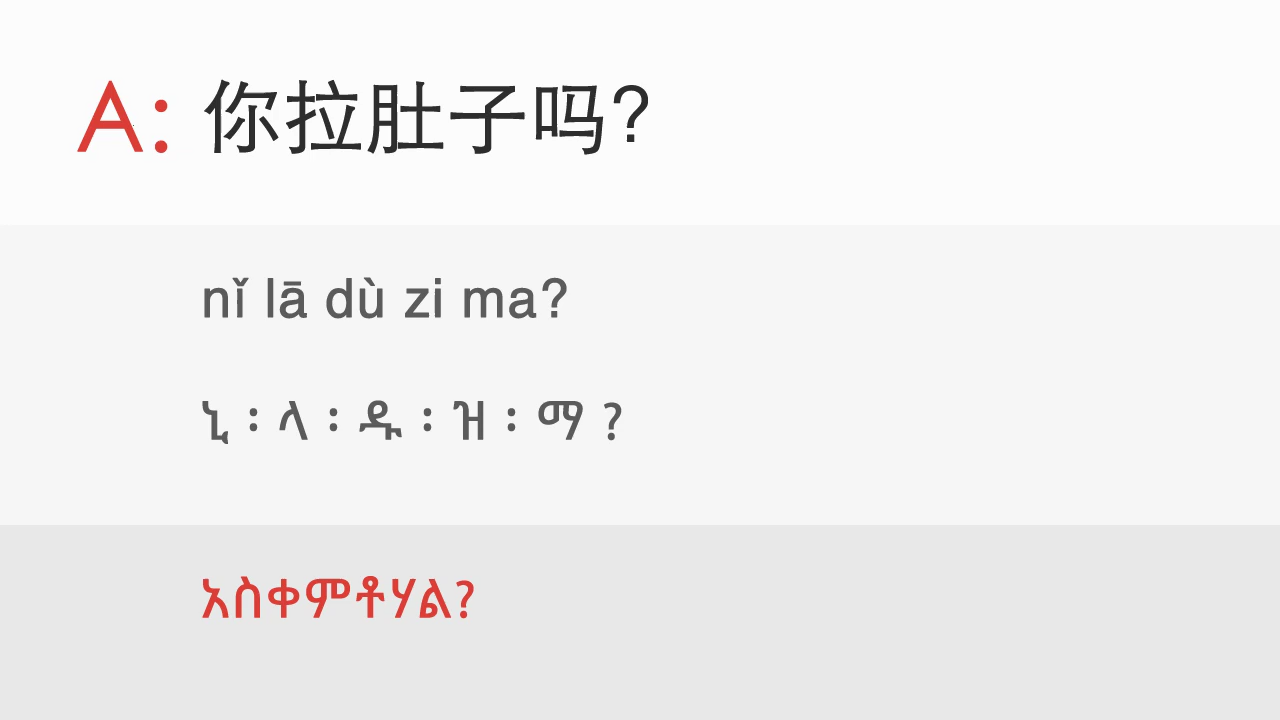 A: 你拉肚子吗?
nǐ lā dù zi ma?
ኒ ፡ ላ ፡ ዱ ፡ ዝ ፡ ማ ?
አስቀምቶሃል?